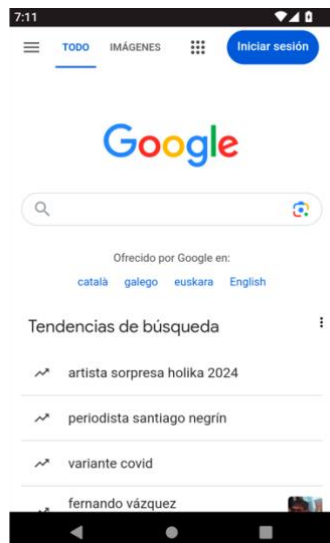 7:11
TODO IMÁGENES Iniciar sesión
Google
Ofrecido por Google en:
català galego euskara English
Tendencias de búsqueda
artista sorpresa holika 2024
periodista santiago negrín
variante covid
fernando vázquez